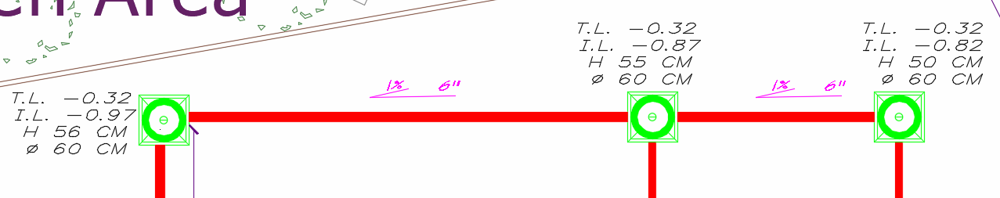 Area
T.L. -0.32
I.L. -0.87
H 55 CM
ø 60 CM
T.L. -0.32
I.L. -0.82
H 50 CM
ø 60 CM
1% 6"
1% 6"
T.L. -0.32
I.L. -0.97
H 56 CM
ø 60 CM